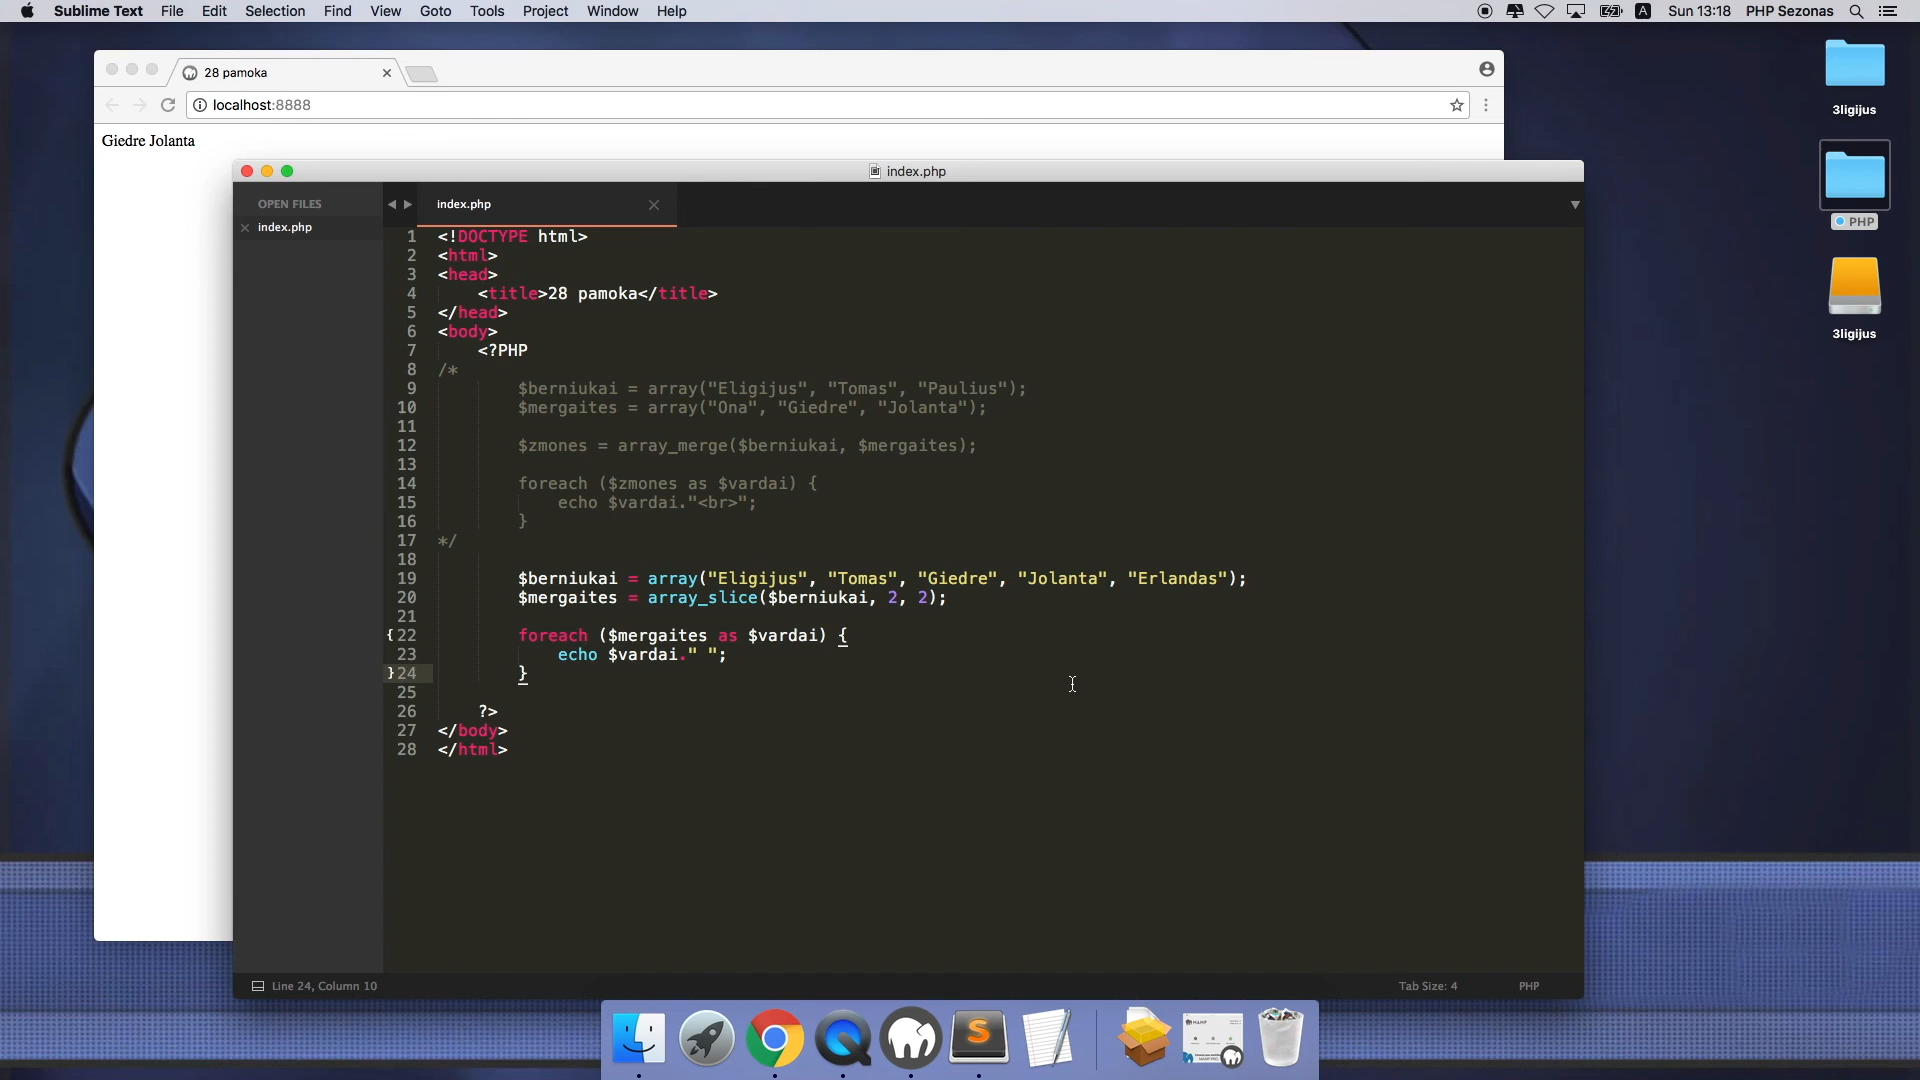 Sublime Text File Edit Selection Find View Goto Tools Project Window Help
A Sun 13:18 PHP Sezonas
28 pamoka
localhost:8888
Giedre Jolanta
index.php
OPEN FILES
index.php
index.php
1 <!DOCTYPE html>
2 <html>
3 <head>
4 <title>28 pamoka</title>
5 </head>
6 <body>
7 <?PHP
8 /*
9 $berniukai = array("Eligijus", "Tomas", "Paulius");
10 $mergaites = array("Ona", "Giedre", "Jolanta");
11
12 $zmones = array_merge($berniukai, $mergaites);
13
14 foreach ($zmones as $vardai) {
15 echo $vardai."<br>";
16 }
17 */
18
19 $berniukai = array("Eligijus", "Tomas", "Giedre", "Jolanta", "Erlandas");
20 $mergaites = array_slice($berniukai, 2, 2);
21
{22 foreach ($mergaites as $vardai) {
23 echo $vardai." ";
}24 }
25
26 ?>
27 </body>
28 </html>
Line 24, Column 10
Tab Size: 4
PHP
3ligijus
PHP
3ligijus